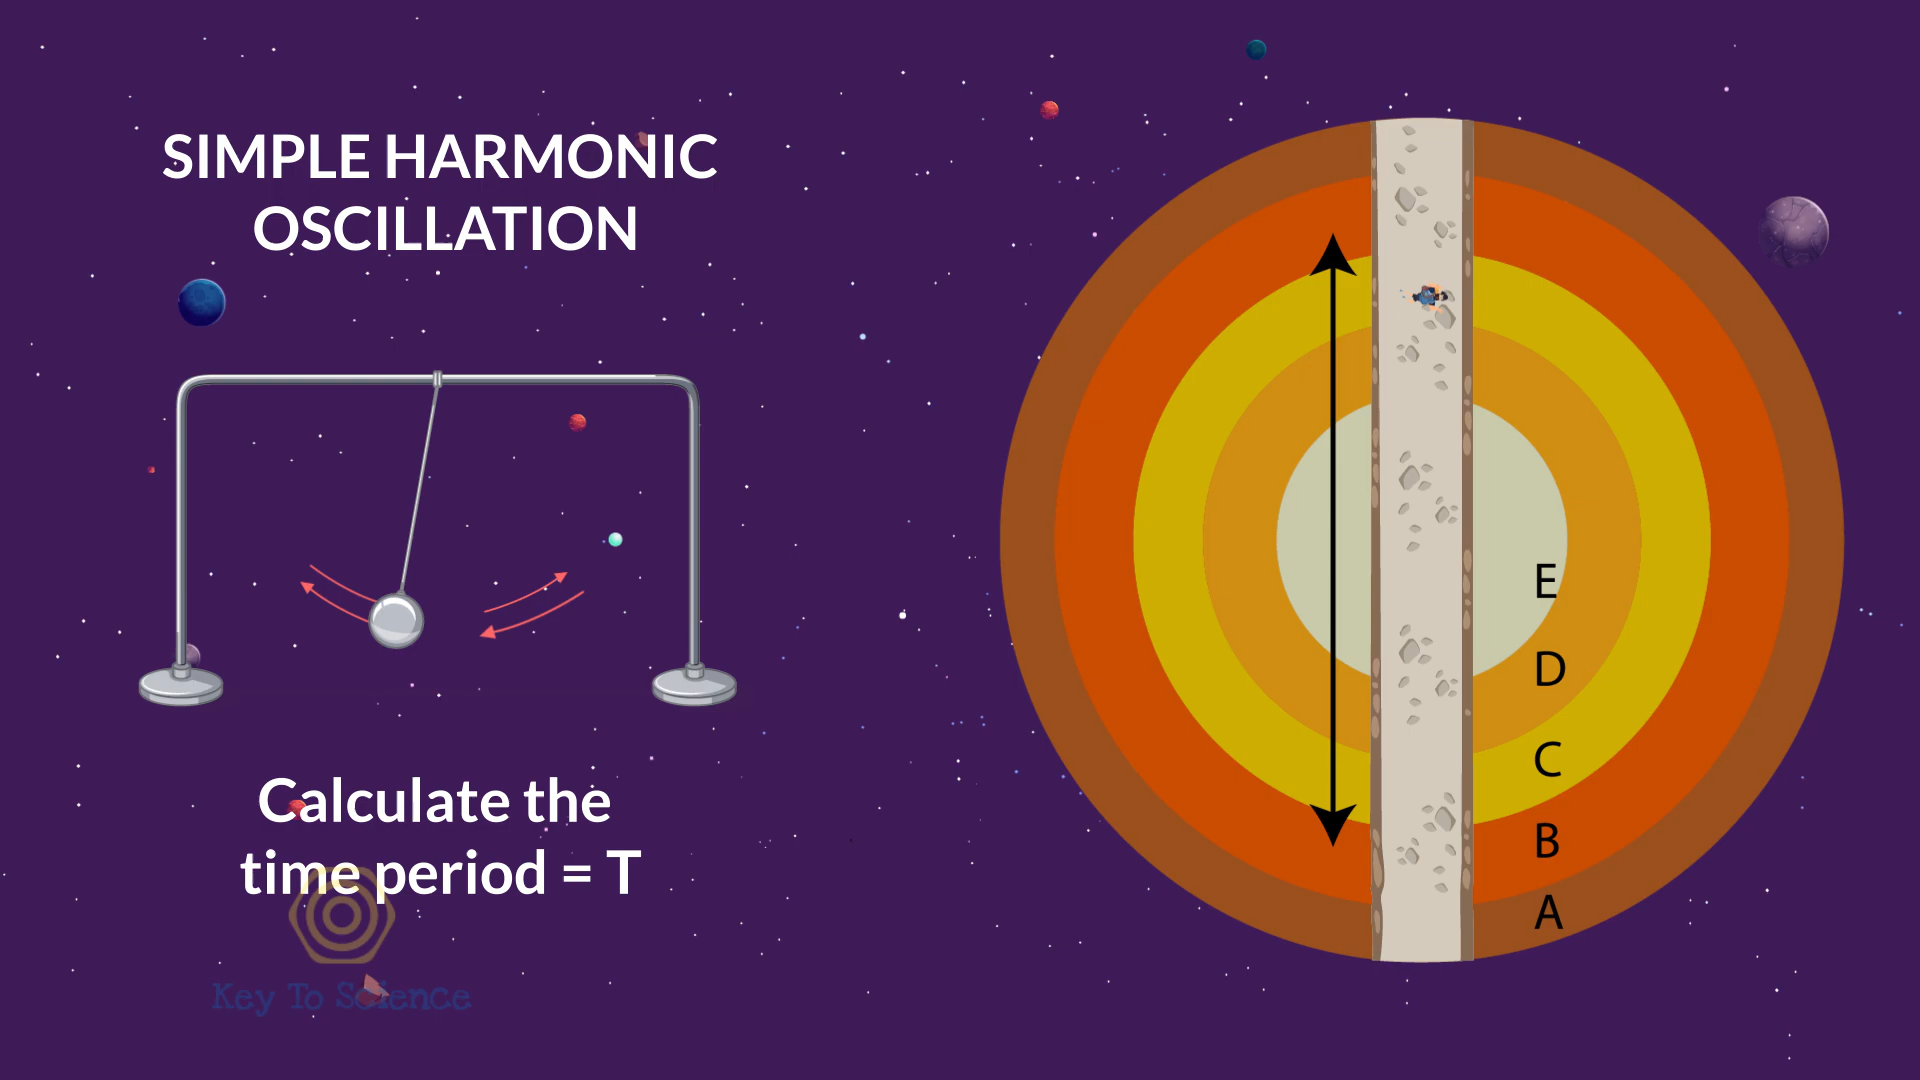 SIMPLE HARMONIC
OSCILLATION
Calculate the
time period = T
Key To Science
E
D
C
B
A